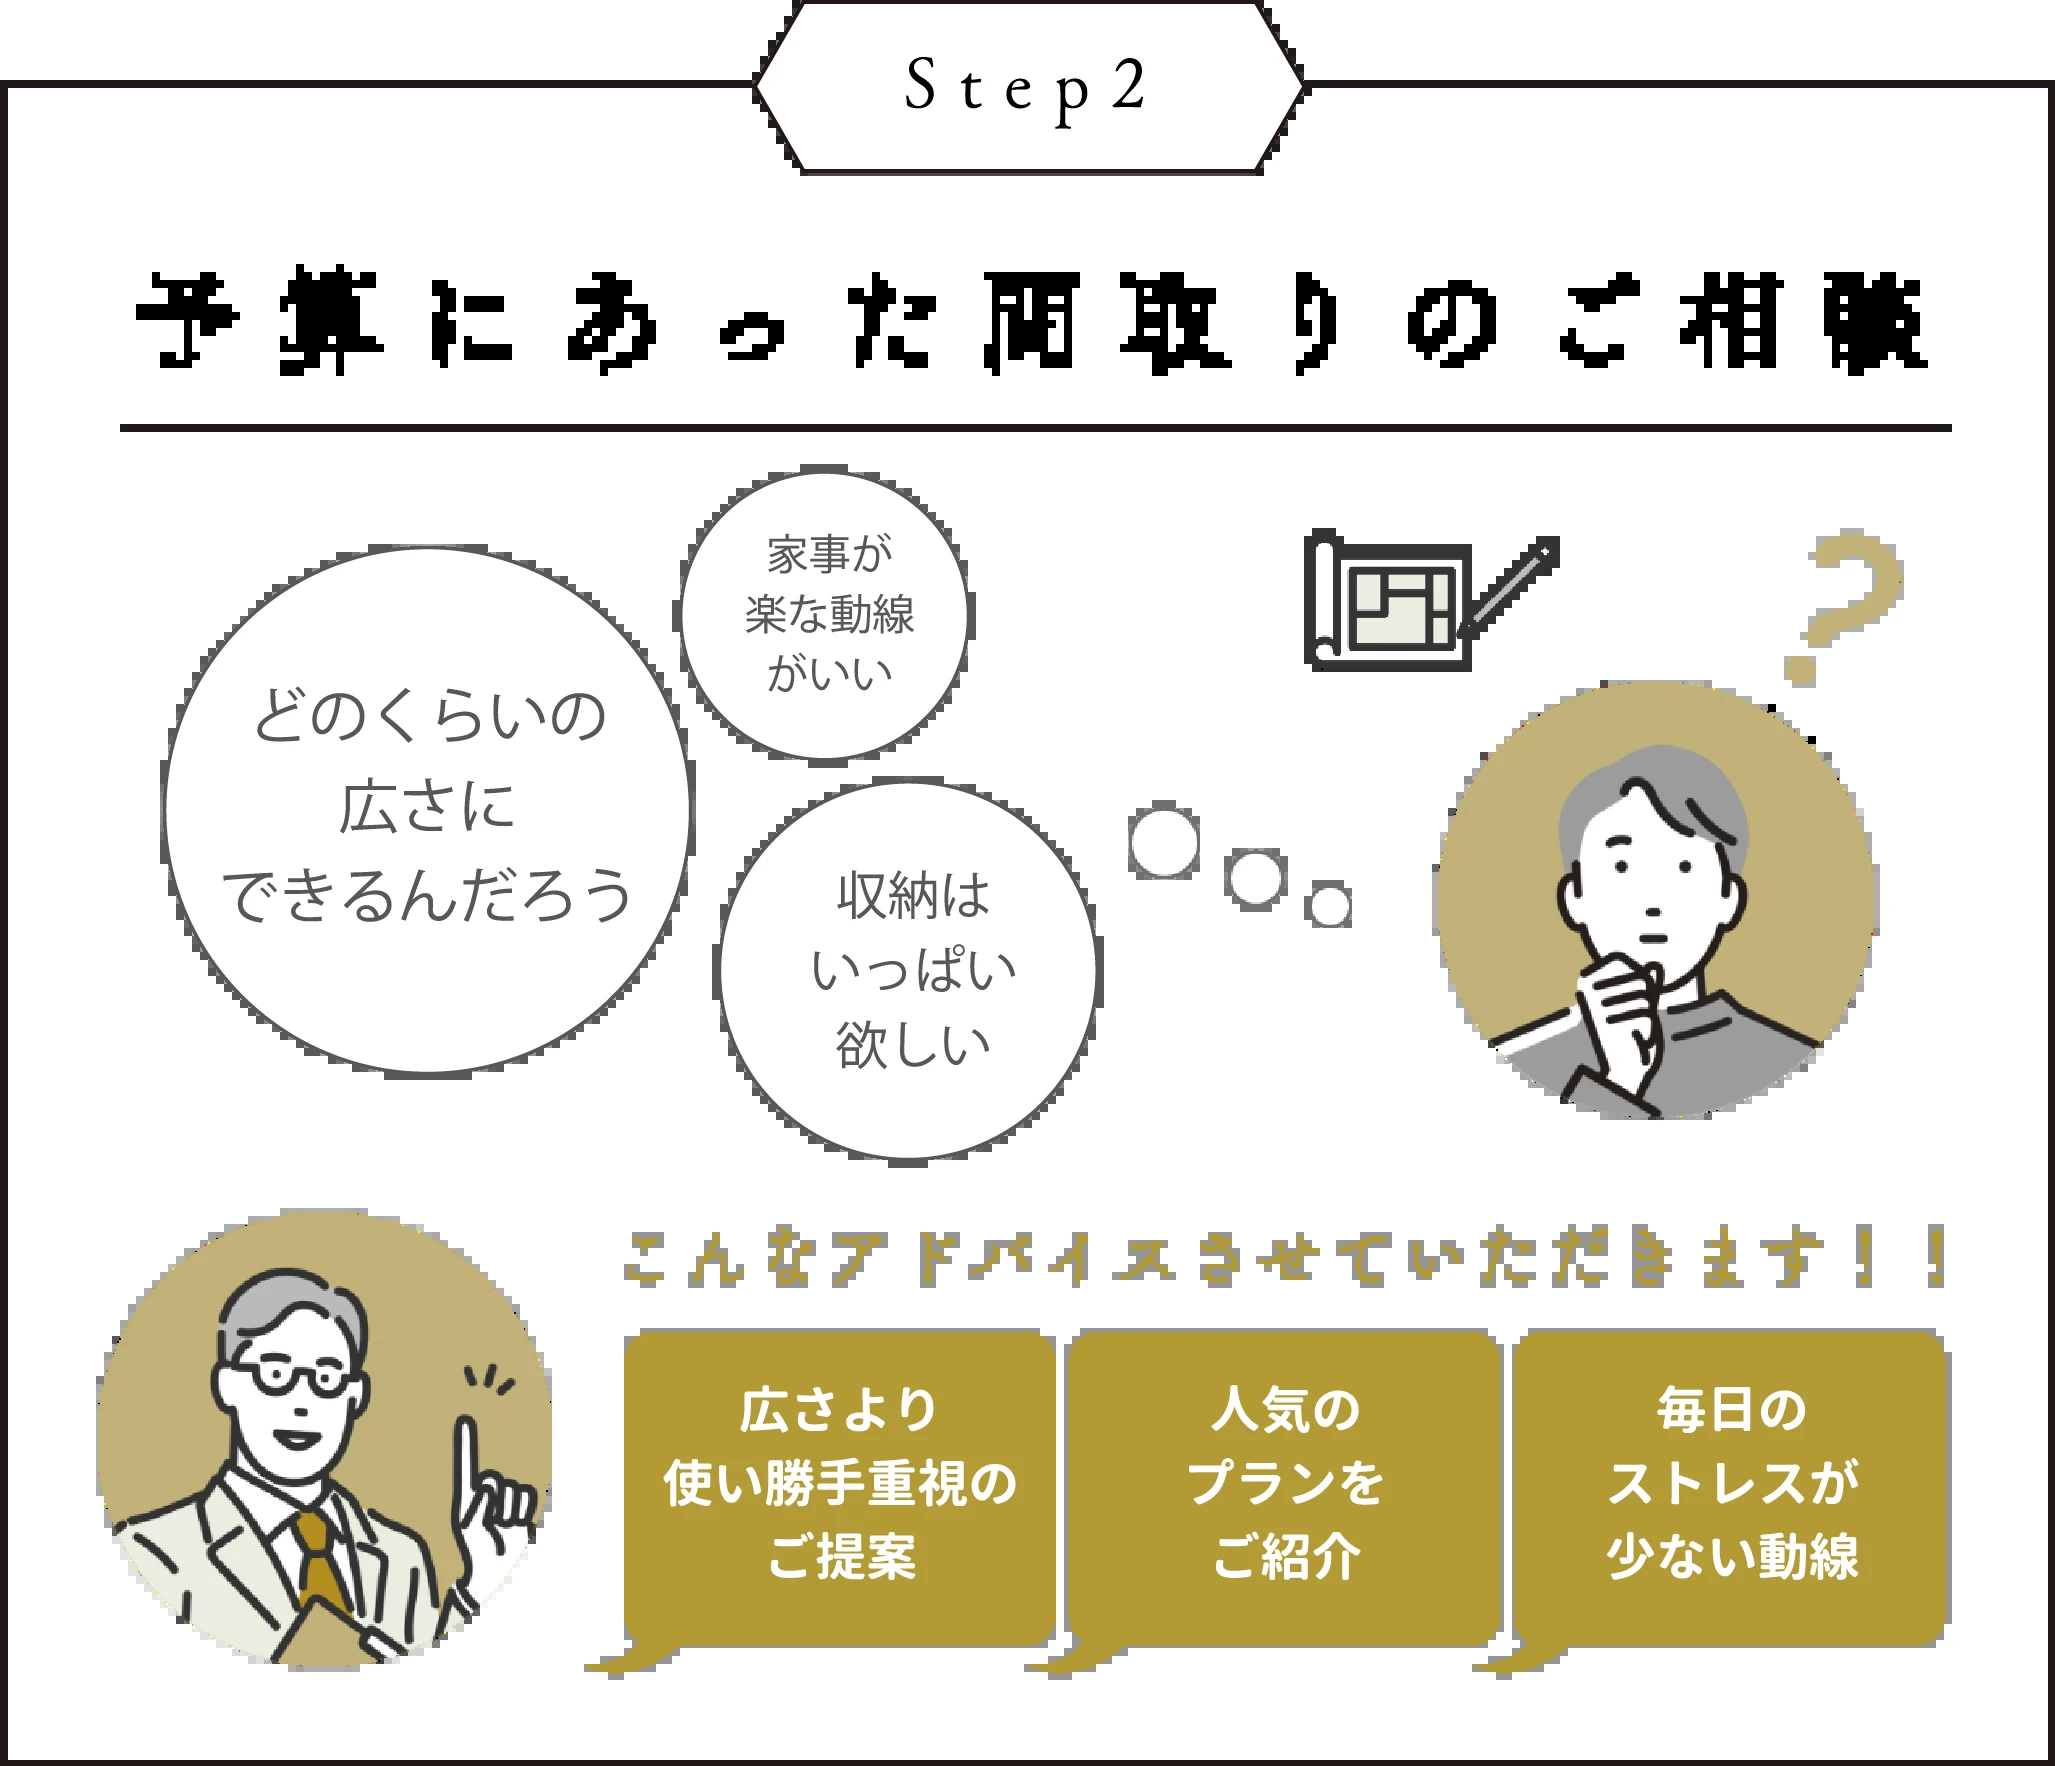 Step2
予算にあった間取りのご相談
家事が
楽な動線
がいい
どのくらいの
広さに
できるんだろう
収納は
いっぱい
欲しい
?
こんなアドバイスさせていただきます！！
広さより
使い勝手重視の
ご提案
人気の
プランを
ご紹介
毎日の
ストレスが
少ない動線